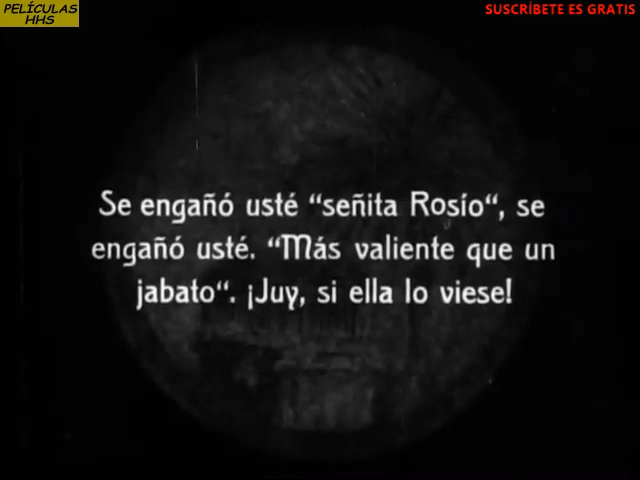 PELÍCULAS
HHS
SUSCRÍBETE ES GRATIS
Se engañó usté “señita Rosío“, se
engañó usté. “Más valiente que un
jabato“. ¡Juy, si ella lo viese!